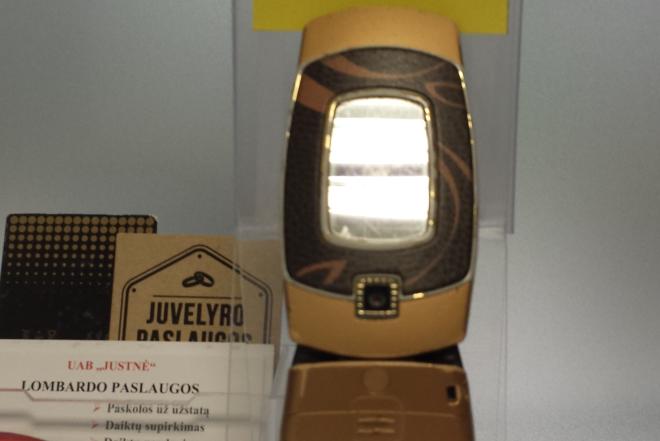 JUVELYRO
PASLAUGOS
UAB „JUSTNĖ“
LOMBARDO PASLAUGOS
➢ Paskolos už užstatą
➢ Daiktų supirkimas